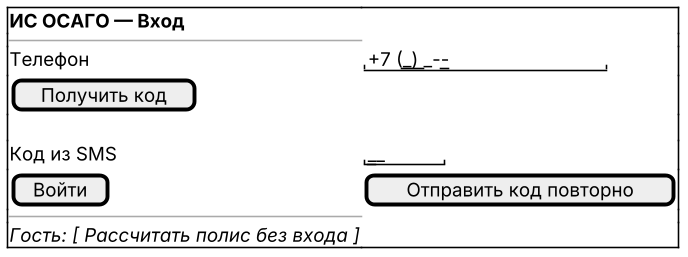 ИС ОСАГО — Вход
Телефон +7 (_) _-_-_
Получить код
Код из SMS __
Войти Отправить код повторно
Гость: [ Рассчитать полис без входа ]